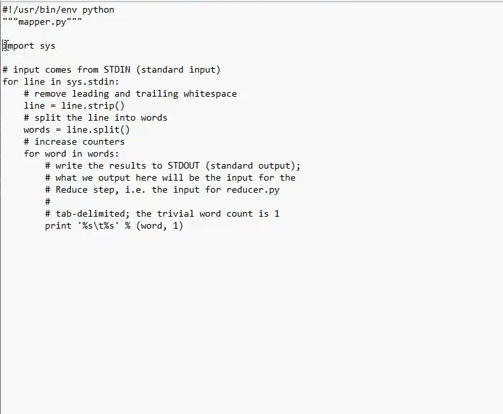 #!/usr/bin/env python
"""mapper.py"""
import sys
# input comes from STDIN (standard input)
for line in sys.stdin:
# remove leading and trailing whitespace
line = line.strip()
# split the line into words
words = line.split()
# increase counters
for word in words:
# write the results to STDOUT (standard output);
# what we output here will be the input for the
# Reduce step, i.e. the input for reducer.py
#
# tab-delimited; the trivial word count is 1
print '%s\t%s' % (word, 1)